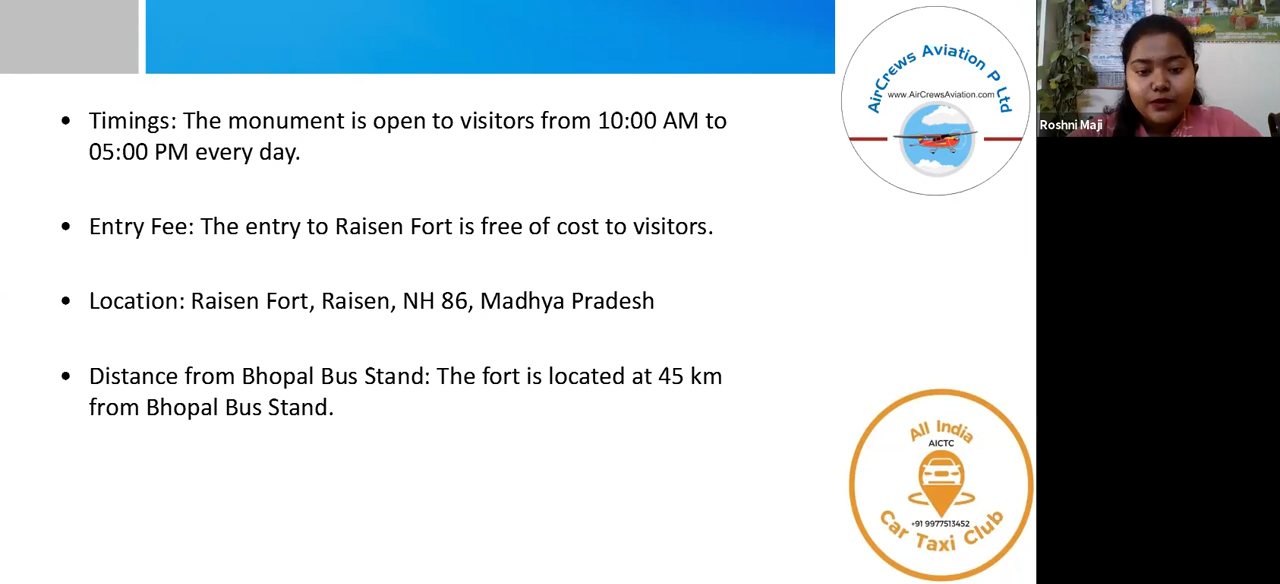 • Timings: The monument is open to visitors from 10:00 AM to
05:00 PM every day.
• Entry Fee: The entry to Raisen Fort is free of cost to visitors.
• Location: Raisen Fort, Raisen, NH 86, Madhya Pradesh
• Distance from Bhopal Bus Stand: The fort is located at 45 km
from Bhopal Bus Stand.
AirCrews Aviation P Ltd
www.AirCrewsAviation.com
All India
AICTC
+91 9977513452
Car Taxi Club
Roshni Maji